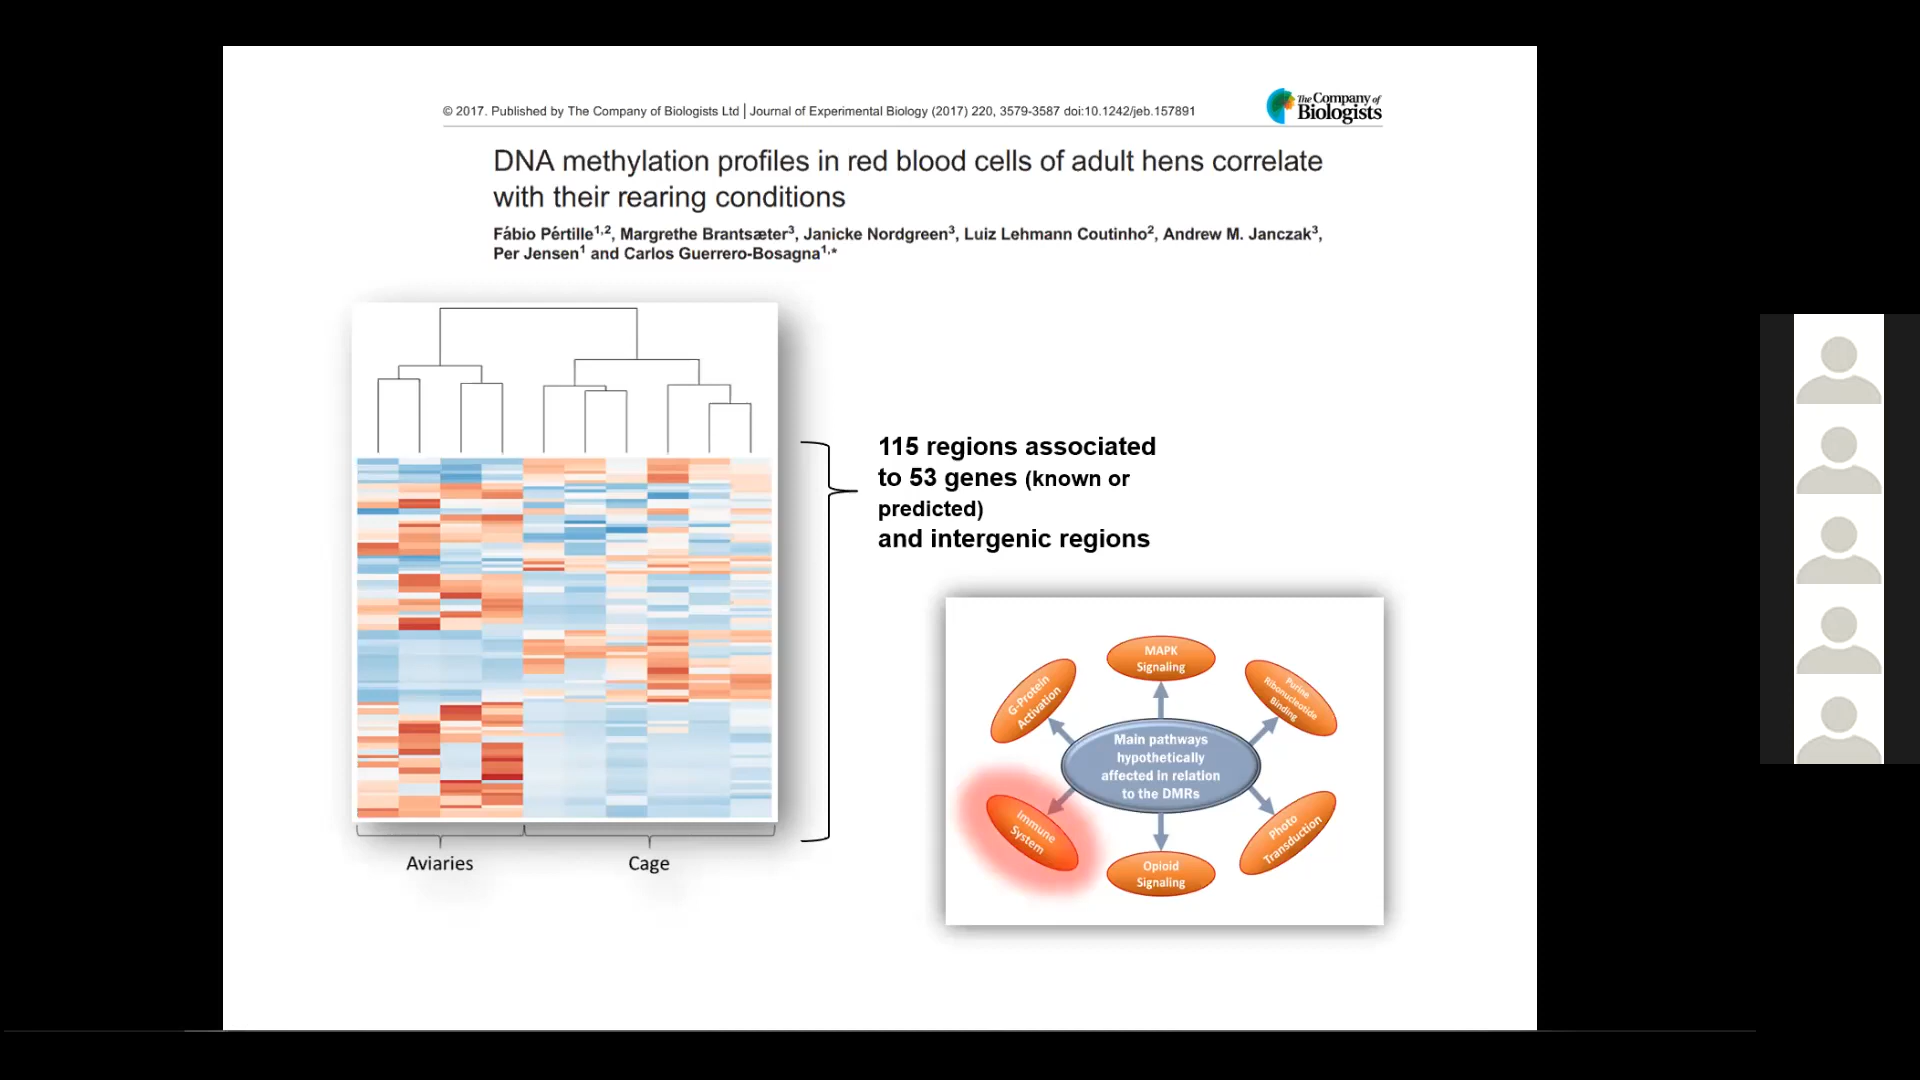 © 2017. Published by The Company of Biologists Ltd | Journal of Experimental Biology (2017) 220, 3579-3587 doi:10.1242/jeb.157891
The Company of
Biologists
DNA methylation profiles in red blood cells of adult hens correlate
with their rearing conditions
Fábio Pértille1,2, Margrethe Brantsæter3, Janicke Nordgreen3, Luiz Lehmann Coutinho2, Andrew M. Janczak3,
Per Jensen1 and Carlos Guerrero-Bosagna1,*
115 regions associated
to 53 genes (known or
predicted)
and intergenic regions
Aviaries
Cage
MAPK
Signaling
G-Protein
Activation
Purine
Ribonucleotide
Binding
Main pathways
hypothetically
affected in relation
to the DMRs
Immune
System
Photo
Transduction
Opioid
Signaling